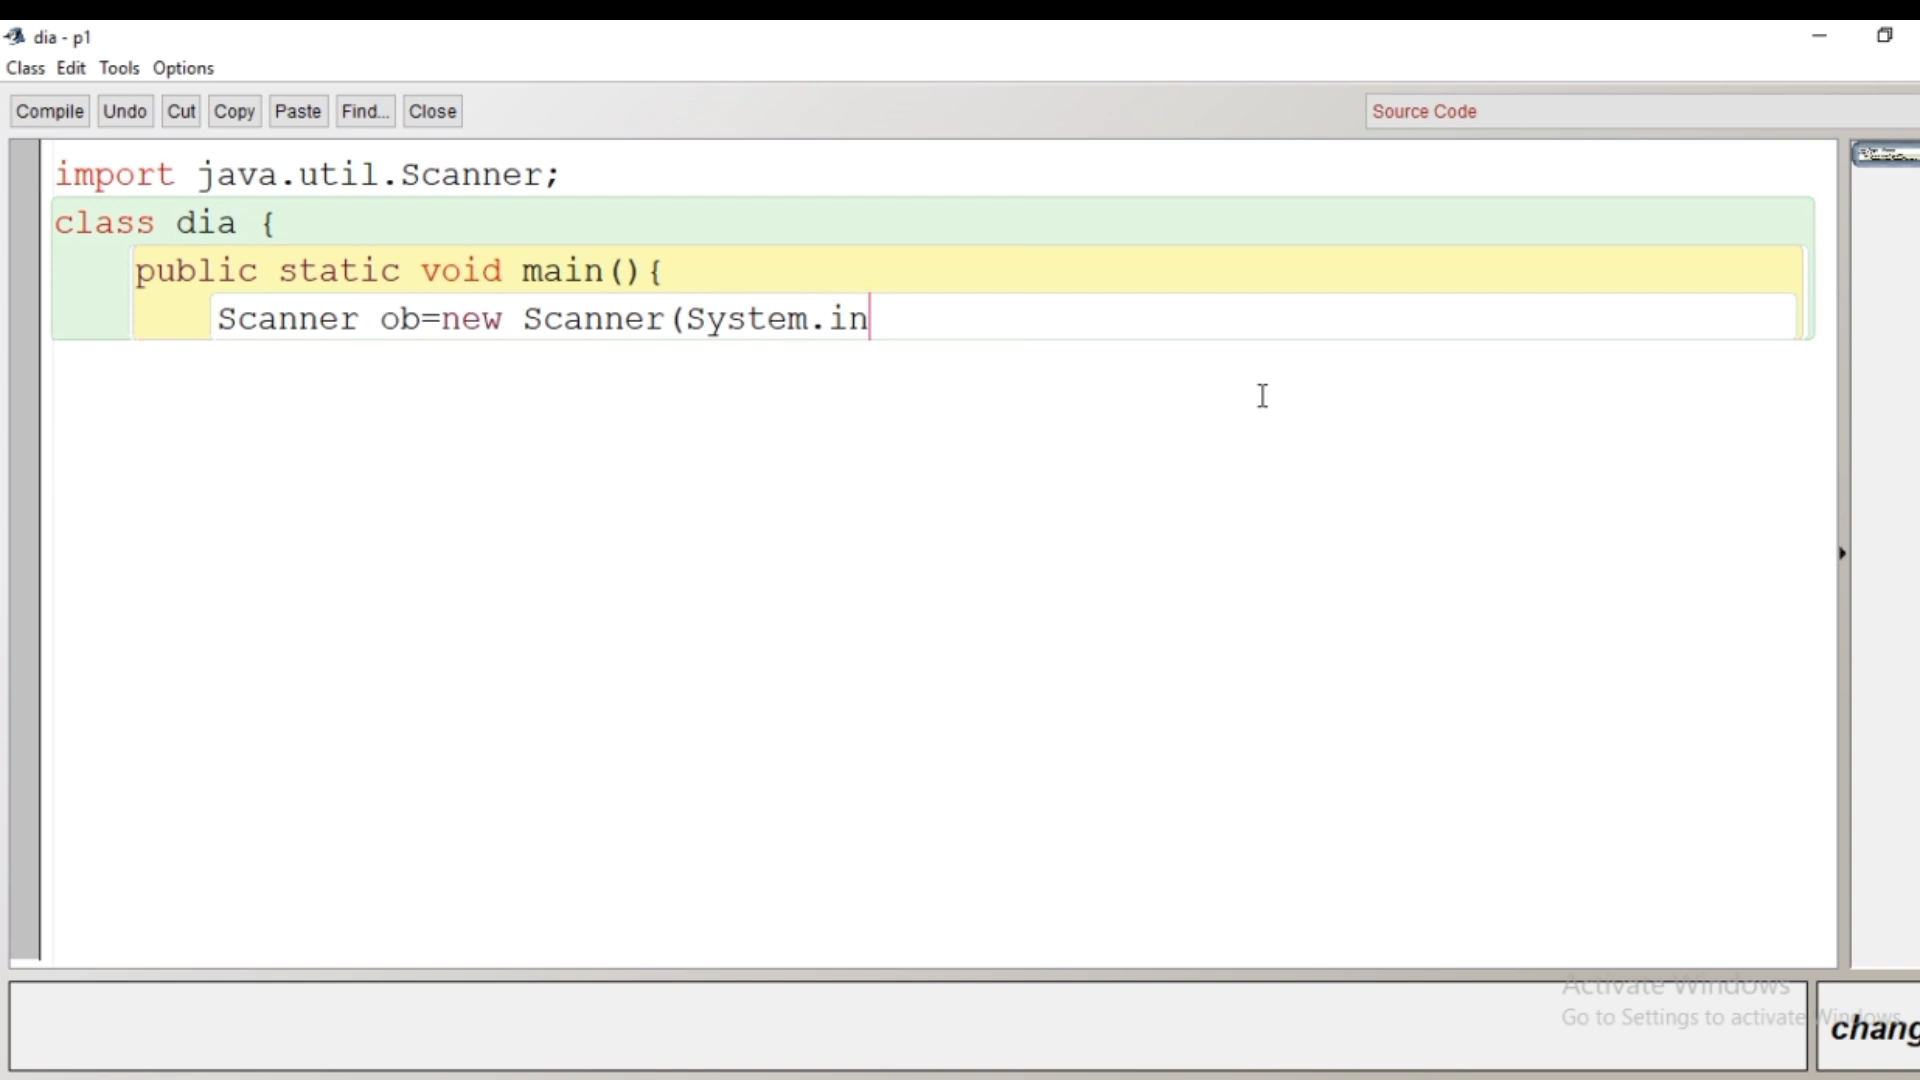 dia - p1
Class Edit Tools Options
Compile Undo Cut Copy Paste Find... Close Source Code
import java.util.Scanner;
class dia {
public static void main(){
Scanner ob=new Scanner(System.in
Activate Windows
Go to Settings to activate Windows.
chang